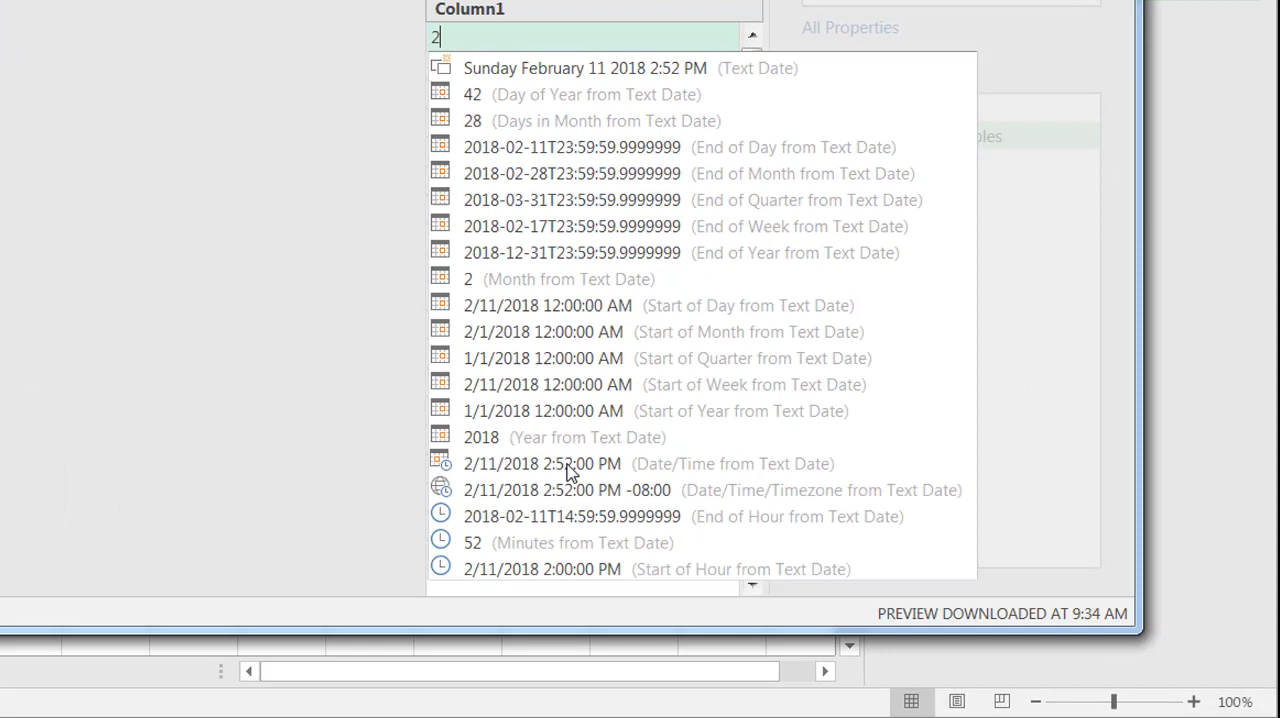 Column1
All Properties
2
Sunday February 11 2018 2:52 PM (Text Date)
42 (Day of Year from Text Date)
28 (Days in Month from Text Date)
2018-02-11T23:59:59.9999999 (End of Day from Text Date)
2018-02-28T23:59:59.9999999 (End of Month from Text Date)
2018-03-31T23:59:59.9999999 (End of Quarter from Text Date)
2018-02-17T23:59:59.9999999 (End of Week from Text Date)
2018-12-31T23:59:59.9999999 (End of Year from Text Date)
2 (Month from Text Date)
2/11/2018 12:00:00 AM (Start of Day from Text Date)
2/1/2018 12:00:00 AM (Start of Month from Text Date)
1/1/2018 12:00:00 AM (Start of Quarter from Text Date)
2/11/2018 12:00:00 AM (Start of Week from Text Date)
1/1/2018 12:00:00 AM (Start of Year from Text Date)
2018 (Year from Text Date)
2/11/2018 2:52:00 PM (Date/Time from Text Date)
2/11/2018 2:52:00 PM -08:00 (Date/Time/Timezone from Text Date)
2018-02-11T14:59:59.9999999 (End of Hour from Text Date)
52 (Minutes from Text Date)
2/11/2018 2:00:00 PM (Start of Hour from Text Date)
PREVIEW DOWNLOADED AT 9:34 AM
100%